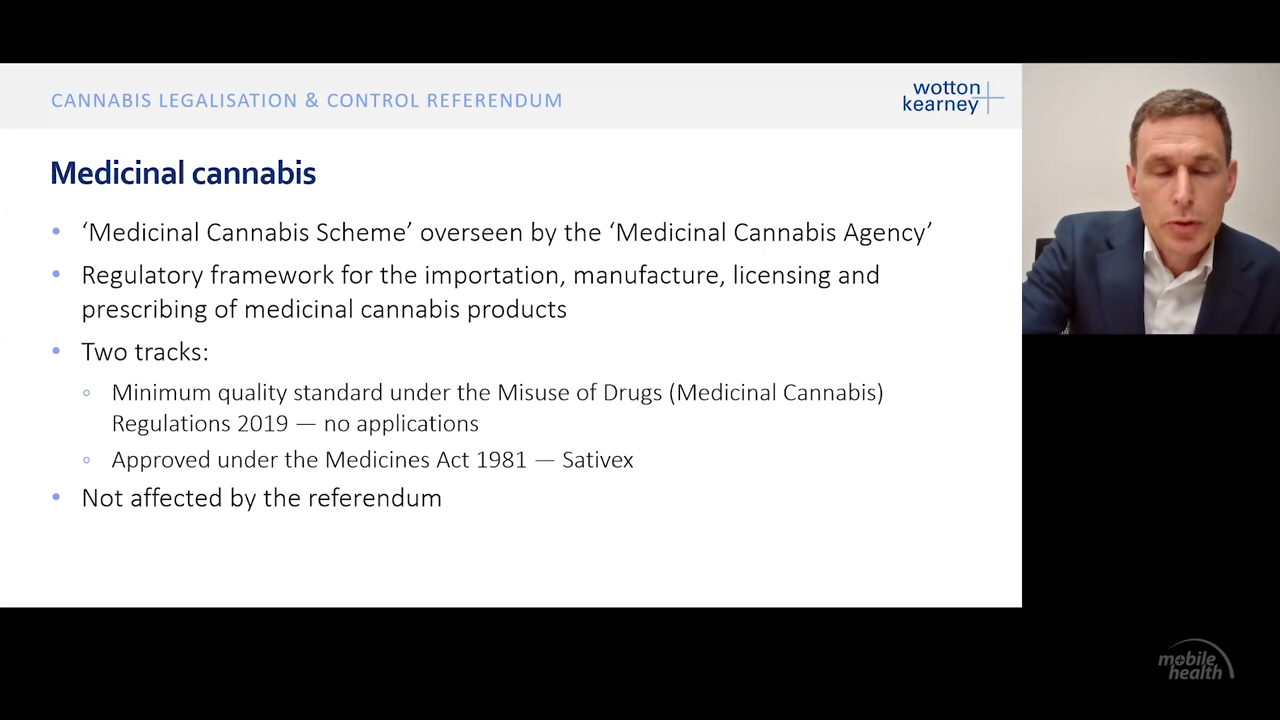 CANNABIS LEGALISATION & CONTROL REFERENDUM
wotton
kearney
Medicinal cannabis
• ‘Medicinal Cannabis Scheme’ overseen by the ‘Medicinal Cannabis Agency’
• Regulatory framework for the importation, manufacture, licensing and
prescribing of medicinal cannabis products
• Two tracks:
◦ Minimum quality standard under the Misuse of Drugs (Medicinal Cannabis)
Regulations 2019 — no applications
◦ Approved under the Medicines Act 1981 — Sativex
• Not affected by the referendum
mobile
health